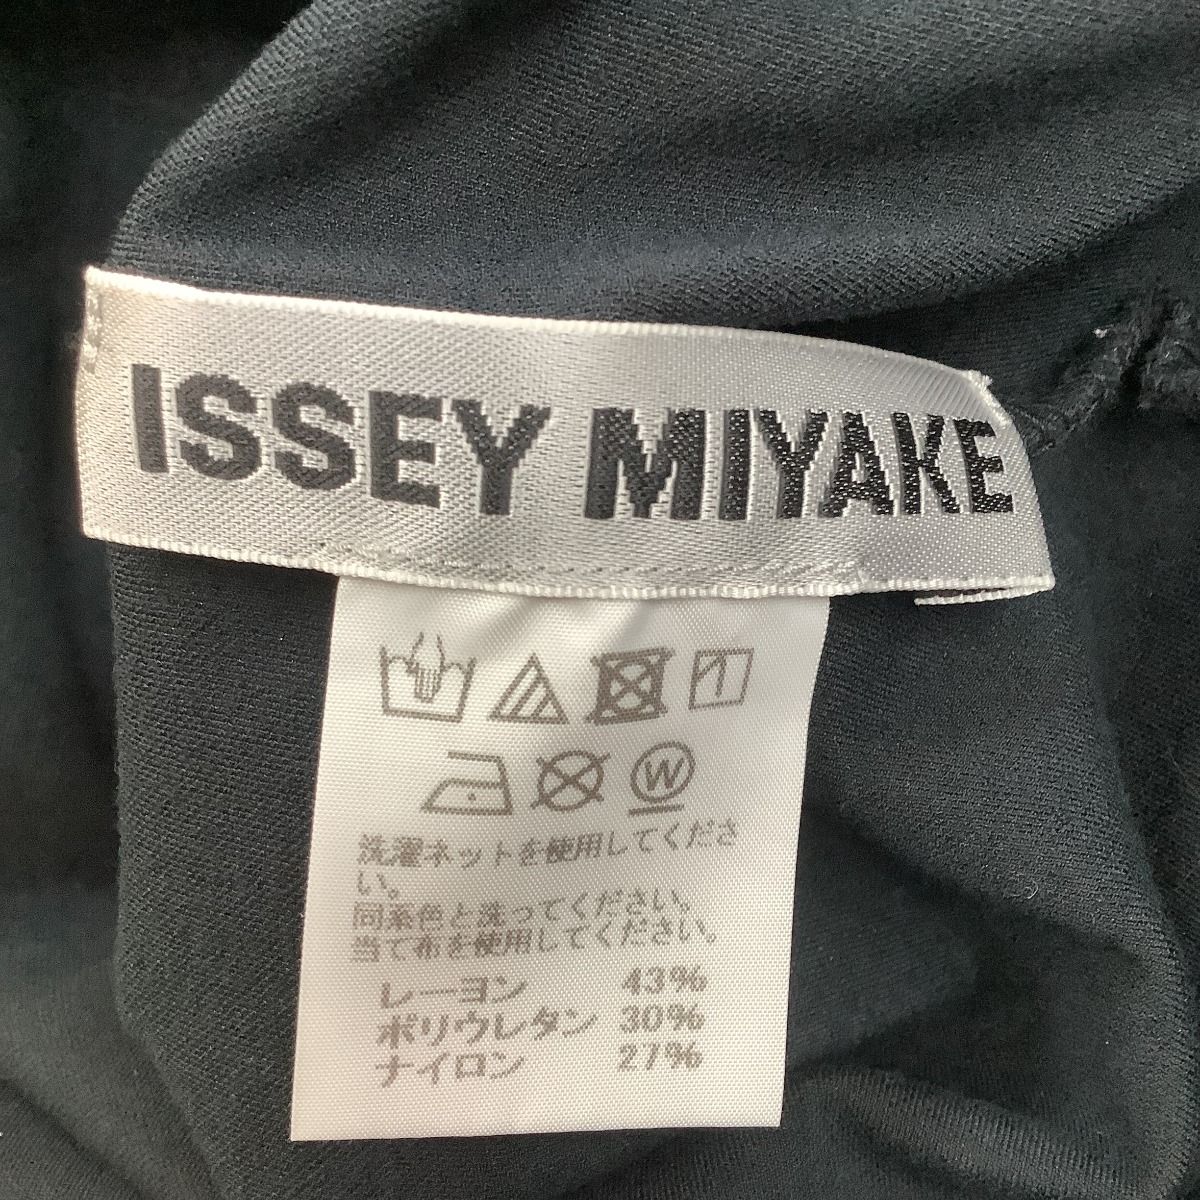 ISSEY MIYAKE
W
洗濯ネットを使用してくださ
い。
同系色と洗ってください。
当て布を使用してください。
レーヨン 43%
ポリウレタン 30%
ナイロン 27%